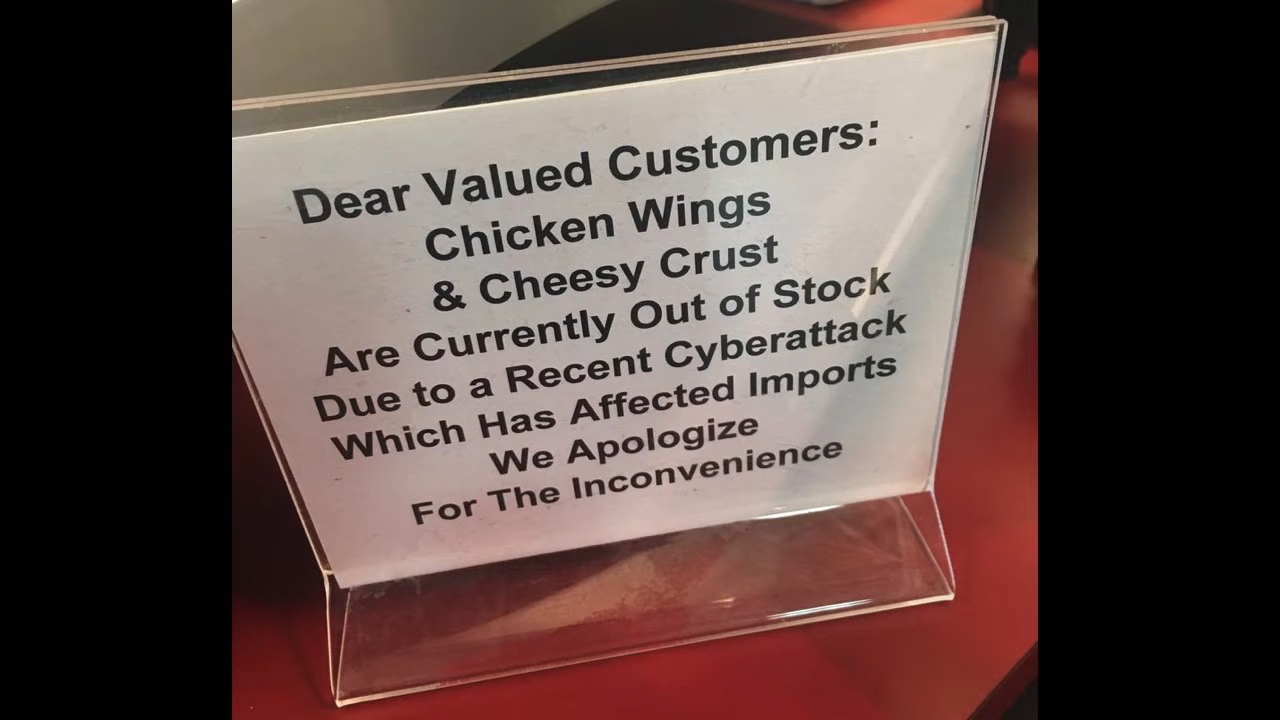 Dear Valued Customers:
Chicken Wings
& Cheesy Crust
Are Currently Out of Stock
Due to a Recent Cyberattack
Which Has Affected Imports
We Apologize
For The Inconvenience